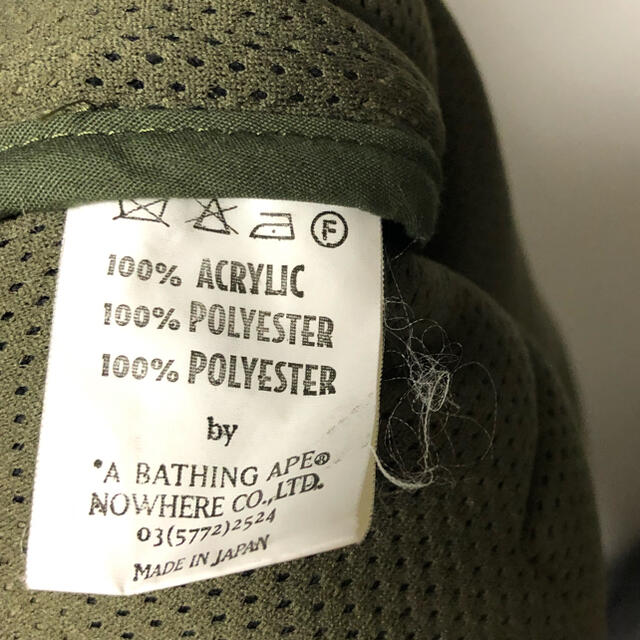 F
100% ACRYLIC
100% POLYESTER
100% POLYESTER
by
"A BATHING APE®
NOWHERE CO.,LTD.
03(5772)2524
MADE IN JAPAN